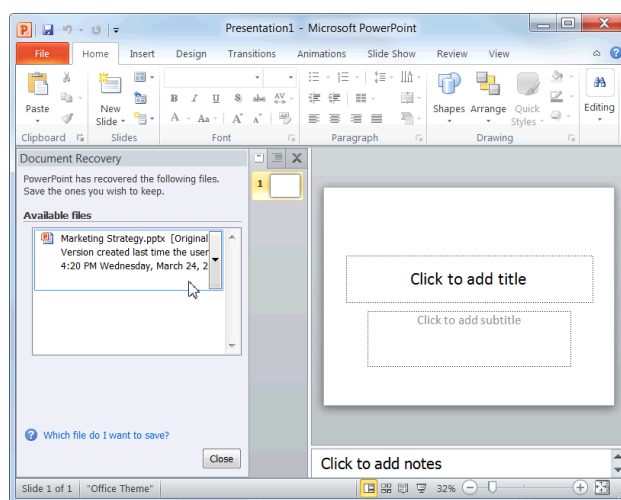 Presentation1 - Microsoft PowerPoint
File Home Insert Design Transitions Animations Slide Show Review View
Paste
New
Slide
Shapes Arrange Quick
Styles
Editing
B I U S abc AV
A Aa A A
Clipboard Slides Font Paragraph Drawing
Document Recovery
PowerPoint has recovered the following files.
Save the ones you wish to keep.
Available files
Marketing Strategy.pptx [Original
Version created last time the user
4:20 PM Wednesday, March 24, 2
1
Click to add title
Click to add subtitle
Which file do I want to save?
Close
Click to add notes
Slide 1 of 1 "Office Theme" 32%